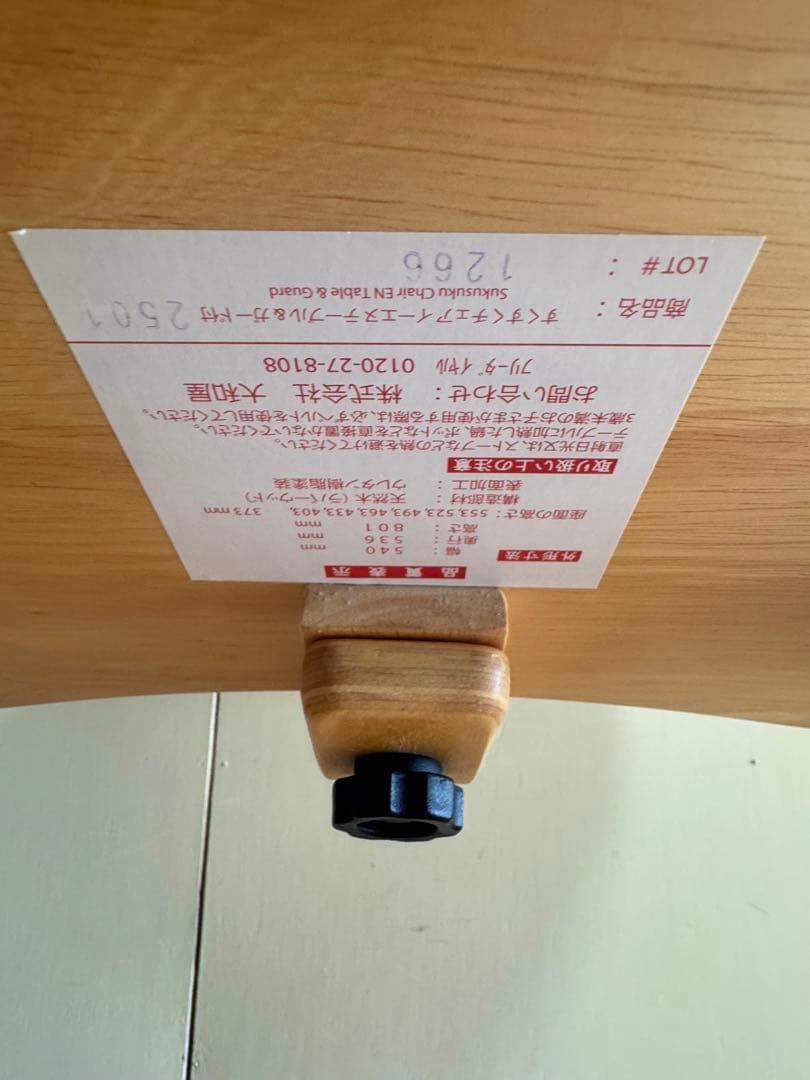 品質表示
外形寸法 幅 : 540 mm
奥行 : 536 mm
高さ : 801 mm
座面の高さ : 553,523,493,463,433,403, 373mm
構造部材 : 天然木 (ラバーウッド)
表面加工 : ウレタン樹脂塗装
取り扱い上の注意
直射日光又は、ストーブなどの熱を避けてください。
テーブルに加熱した鍋、ポットなどを直接置かないでください。
3歳未満のお子さまが使用する際は、必ずベルトを使用してください。
お問い合わせ : 株式会社 大和屋
フリーダイヤル 0120-27-8108
商品名 : すくすくチェアイーエヌテーブル&ガード付 2501
Sukusuku Chair EN Table & Guard
LOT# : 1266